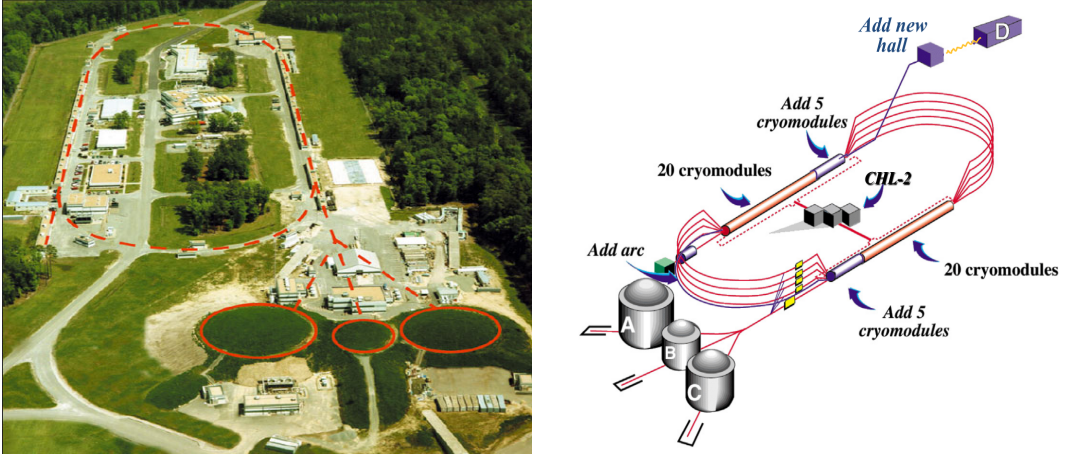 Add new
hall
D
Add 5
cryomodules
20 cryomodules
CHL-2
Add arc
20 cryomodules
Add 5
cryomodules
A
B
C